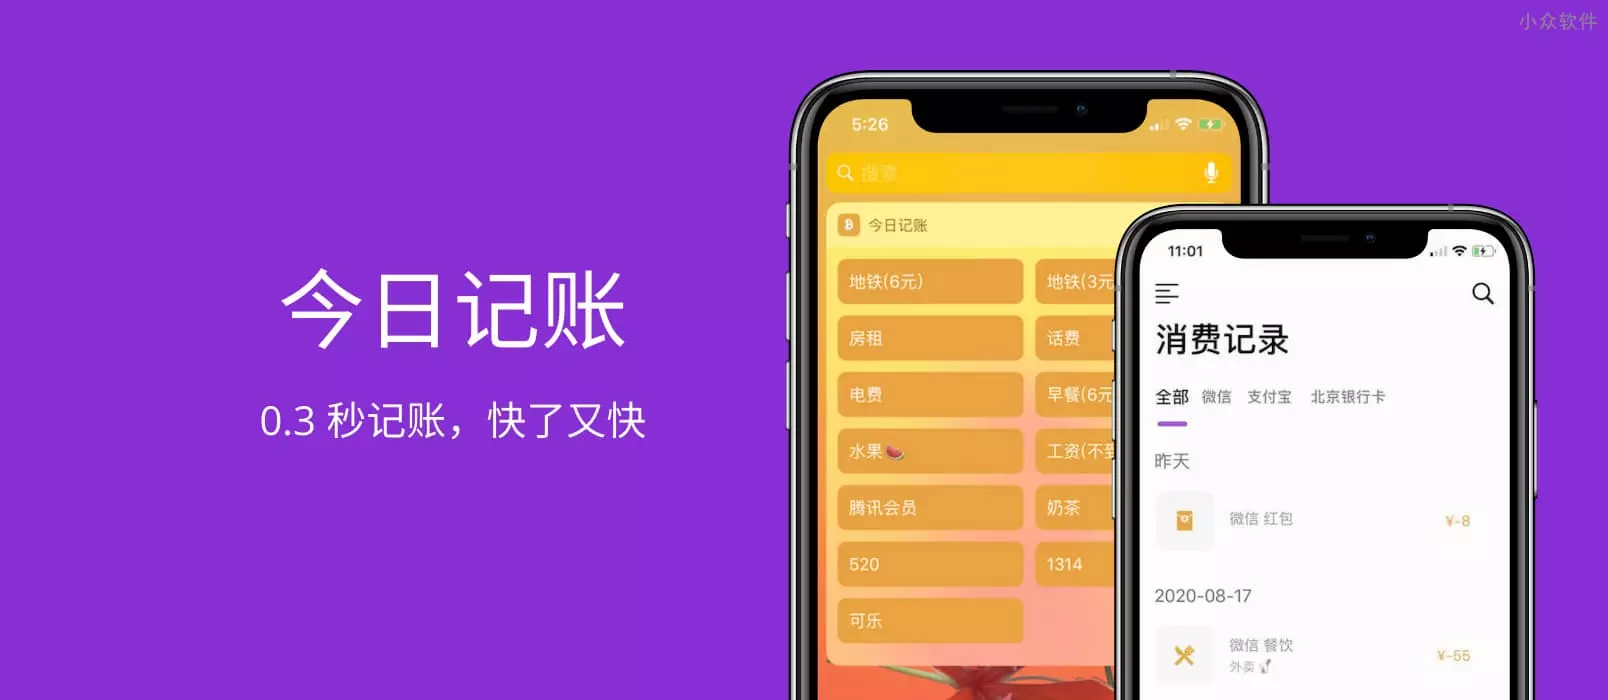 小众软件
今日记账
0.3 秒记账，快了又快
5:26
搜索
今日记账
地铁(6元)
地铁(3元
房租
话费
电费
早餐(6元
水果🍉
工资(不到
腾讯会员
奶茶
520
1314
可乐
11:01
消费记录
全部 微信 支付宝 北京银行卡
昨天
微信 红包
¥-8
2020-08-17
微信 餐饮
¥-55
外卖🍗